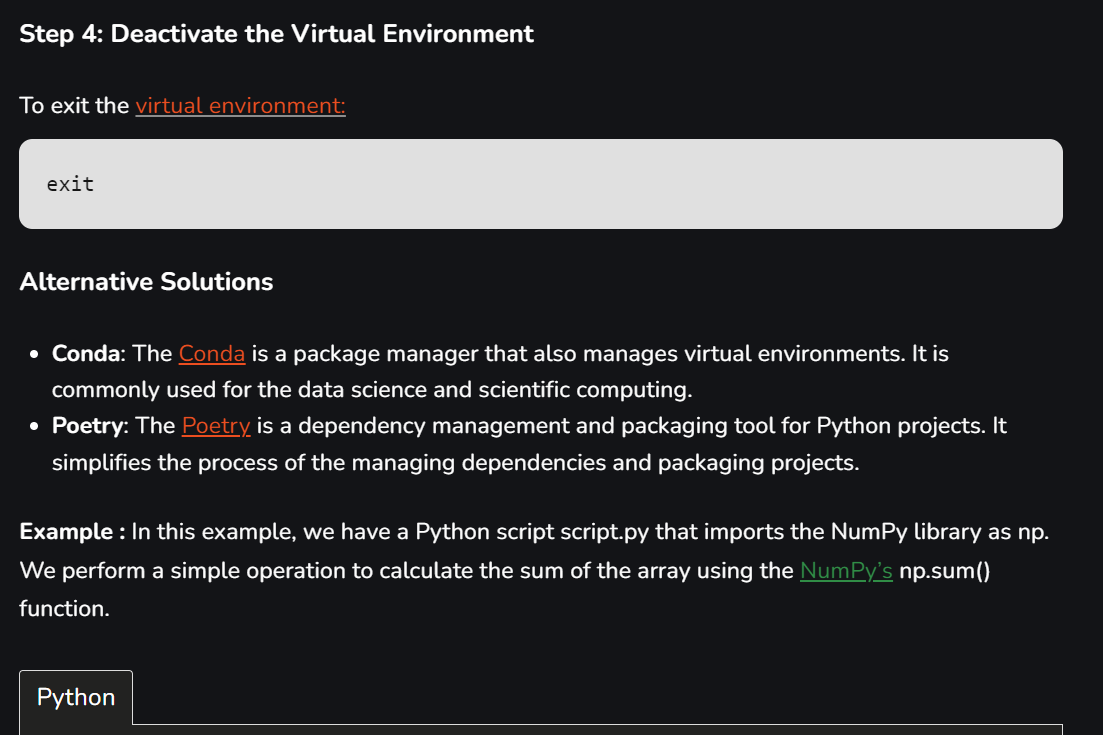 Step 4: Deactivate the Virtual Environment
To exit the virtual environment:
exit
Alternative Solutions
• Conda: The Conda is a package manager that also manages virtual environments. It is
commonly used for the data science and scientific computing.
• Poetry: The Poetry is a dependency management and packaging tool for Python projects. It
simplifies the process of the managing dependencies and packaging projects.
Example : In this example, we have a Python script script.py that imports the NumPy library as np.
We perform a simple operation to calculate the sum of the array using the NumPy’s np.sum()
function.
Python